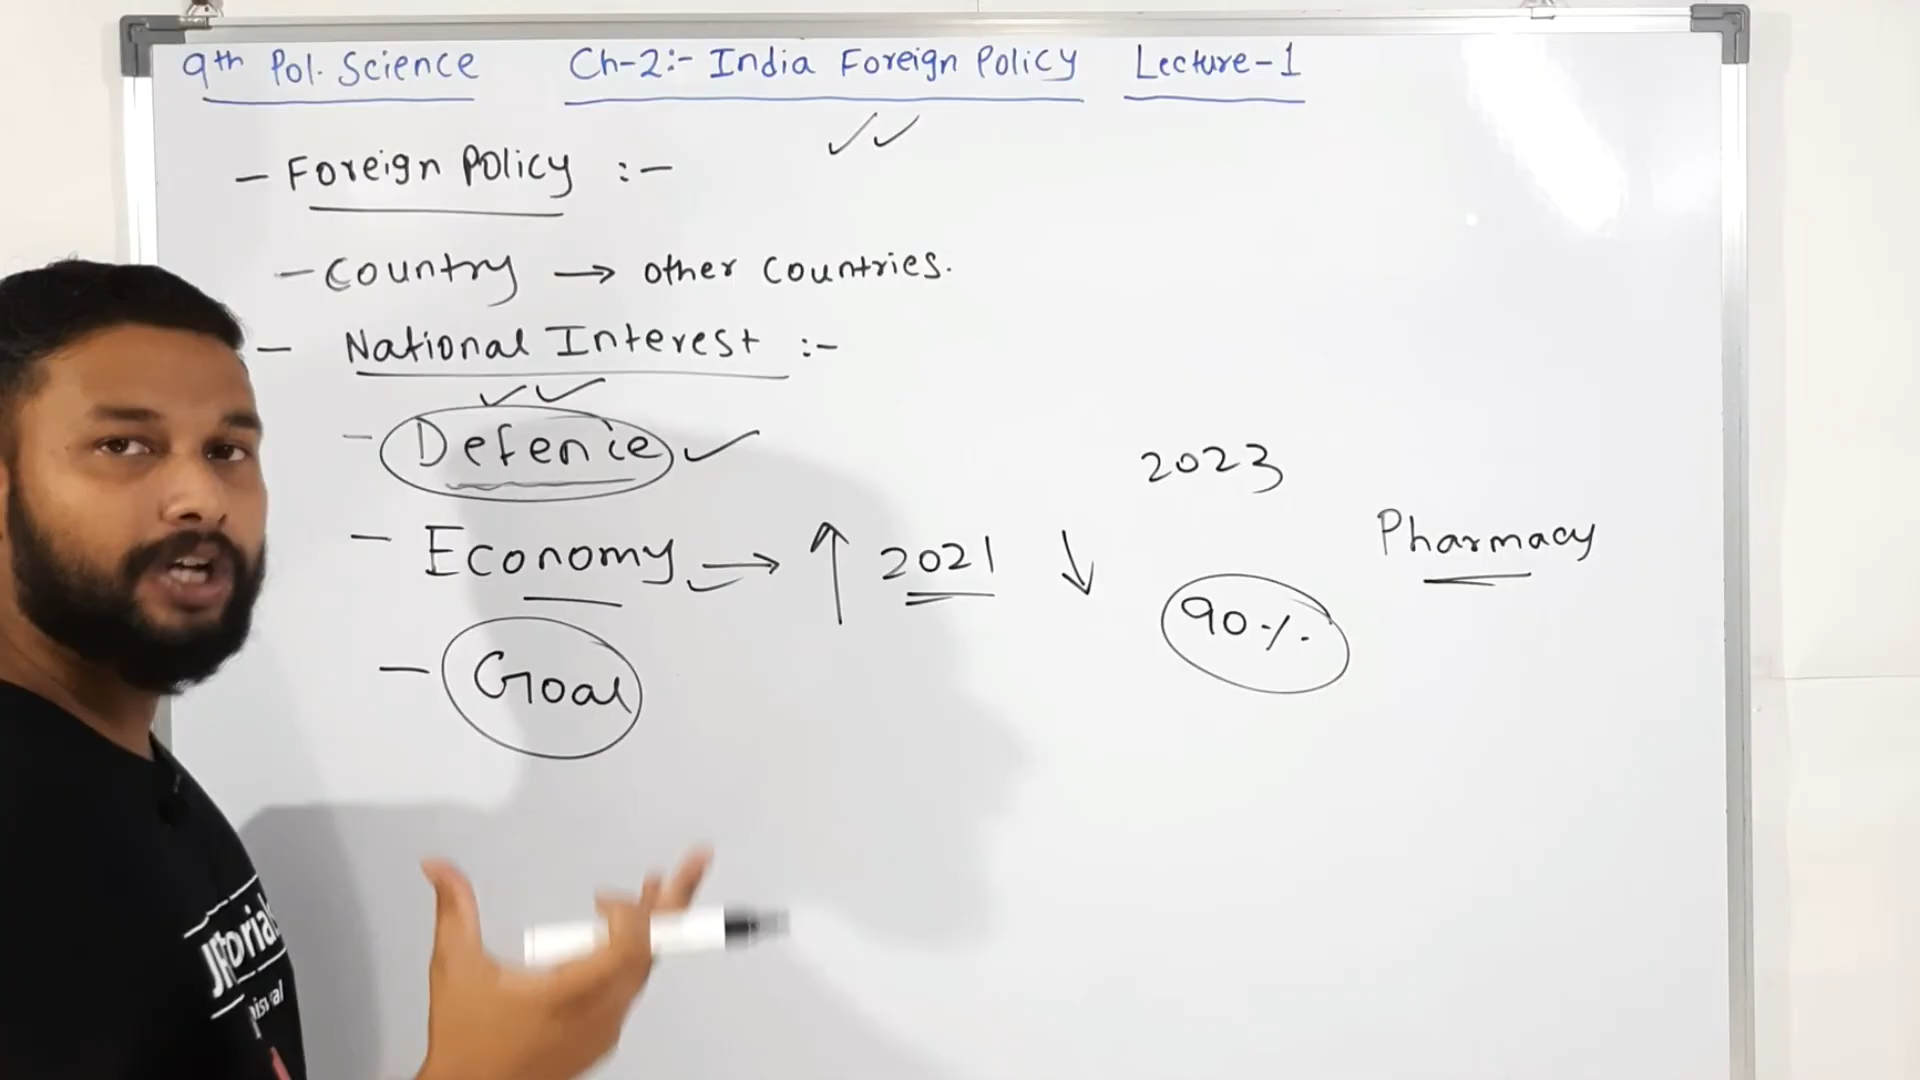 9th Pol. Science Ch-2:- India Foreign Policy Lecture-1
- Foreign Policy :-
- Country → other Countries.
- National Interest :-
- Defence
2023
- Economy → ↑ 2021 ↓ Pharmacy
90%
- Goal